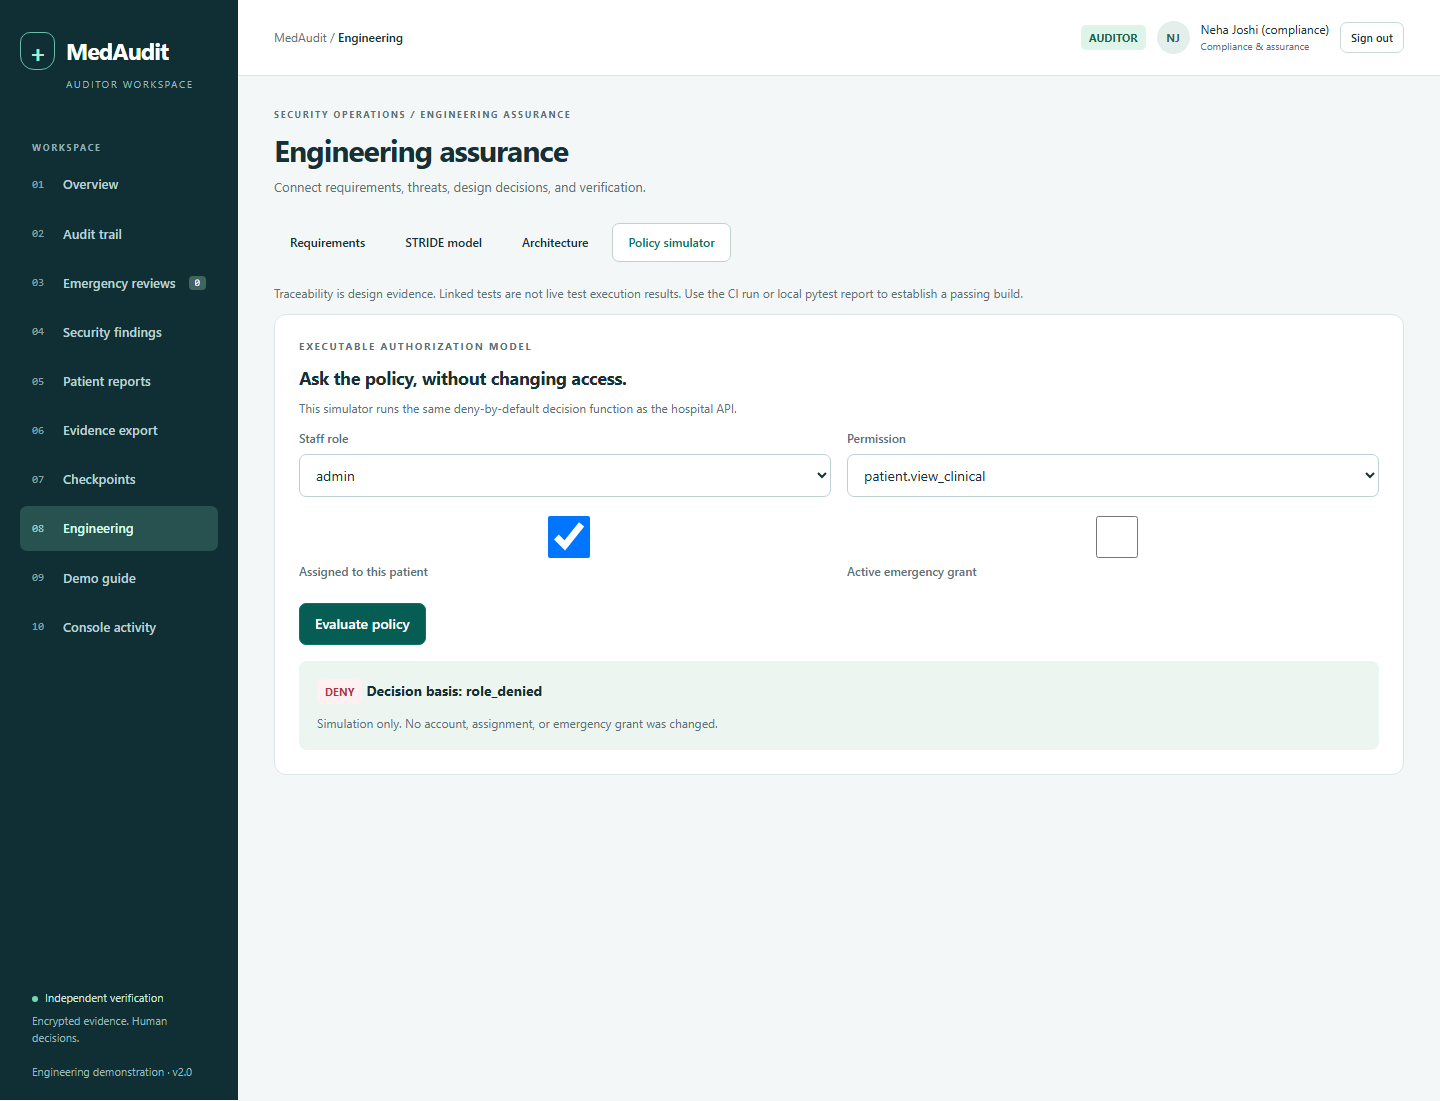 + MedAudit
AUDITOR WORKSPACE
WORKSPACE
01 Overview
02 Audit trail
03 Emergency reviews 0
04 Security findings
05 Patient reports
06 Evidence export
07 Checkpoints
08 Engineering
09 Demo guide
10 Console activity
Independent verification
Encrypted evidence. Human
decisions.
Engineering demonstration · v2.0
MedAudit / Engineering
AUDITOR
NJ
Neha Joshi (compliance)
Compliance & assurance
Sign out
SECURITY OPERATIONS / ENGINEERING ASSURANCE
Engineering assurance
Connect requirements, threats, design decisions, and verification.
Requirements STRIDE model Architecture Policy simulator
Traceability is design evidence. Linked tests are not live test execution results. Use the CI run or local pytest report to establish a passing build.
EXECUTABLE AUTHORIZATION MODEL
Ask the policy, without changing access.
This simulator runs the same deny-by-default decision function as the hospital API.
Staff role Permission
admin patient.view_clinical
Assigned to this patient Active emergency grant
Evaluate policy
DENY Decision basis: role_denied
Simulation only. No account, assignment, or emergency grant was changed.